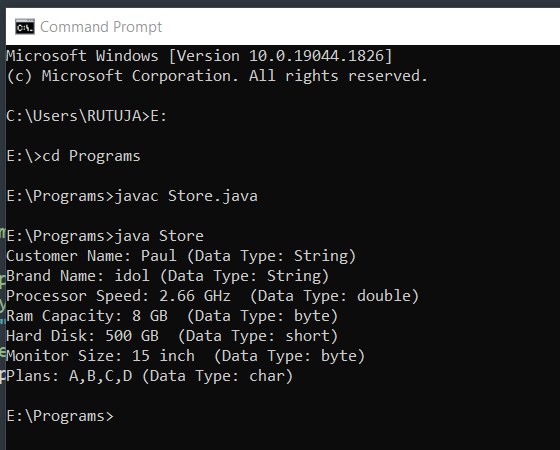 Command Prompt
Microsoft Windows [Version 10.0.19044.1826]
(c) Microsoft Corporation. All rights reserved.
C:\Users\RUTUJA>E:
E:\>cd Programs
E:\Programs>javac Store.java
E:\Programs>java Store
Customer Name: Paul (Data Type: String)
Brand Name: idol (Data Type: String)
Processor Speed: 2.66 GHz  (Data Type: double)
Ram Capacity: 8 GB  (Data Type: byte)
Hard Disk: 500 GB  (Data Type: short)
Monitor Size: 15 inch  (Data Type: byte)
Plans: A,B,C,D (Data Type: char)
E:\Programs>